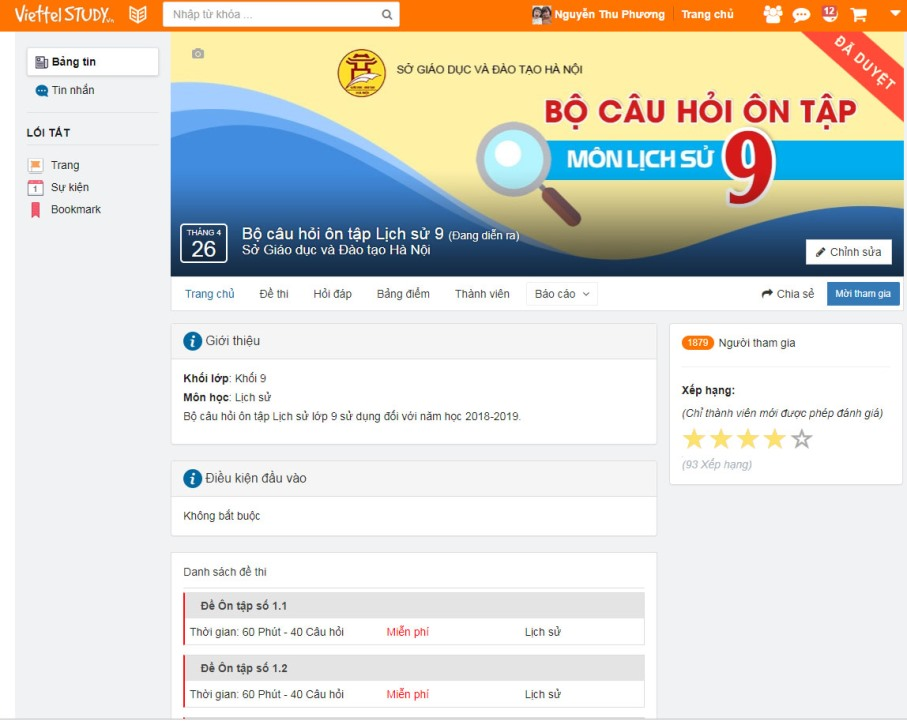 Viettel STUDY.vn
Nhập từ khóa ...
Nguyễn Thu Phương
Trang chủ
12
Bảng tin
Tin nhắn
LỐI TẮT
Trang
1
Sự kiện
Bookmark
HÀ NỘI
SỞ GIÁO DỤC VÀ ĐÀO TẠO HÀ NỘI
ĐÃ DUYỆT
BỘ CÂU HỎI ÔN TẬP
MÔN LỊCH SỬ 9
THÁNG 4
26
Bộ câu hỏi ôn tập Lịch sử 9 (Đang diễn ra)
Sở Giáo dục và Đào tạo Hà Nội
Chỉnh sửa
Trang chủ
Đề thi
Hỏi đáp
Bảng điểm
Thành viên
Báo cáo
Chia sẻ
Mời tham gia
Giới thiệu
Khối lớp: Khối 9
Môn học: Lịch sử
Bộ câu hỏi ôn tập Lịch sử lớp 9 sử dụng đối với năm học 2018-2019.
1879 Người tham gia
Xếp hạng:
(Chỉ thành viên mới được phép đánh giá)
(93 Xếp hạng)
Điều kiện đầu vào
Không bắt buộc
Danh sách đề thi
Đề Ôn tập số 1.1
Thời gian: 60 Phút - 40 Câu hỏi Miễn phí Lịch sử
Đề Ôn tập số 1.2
Thời gian: 60 Phút - 40 Câu hỏi Miễn phí Lịch sử